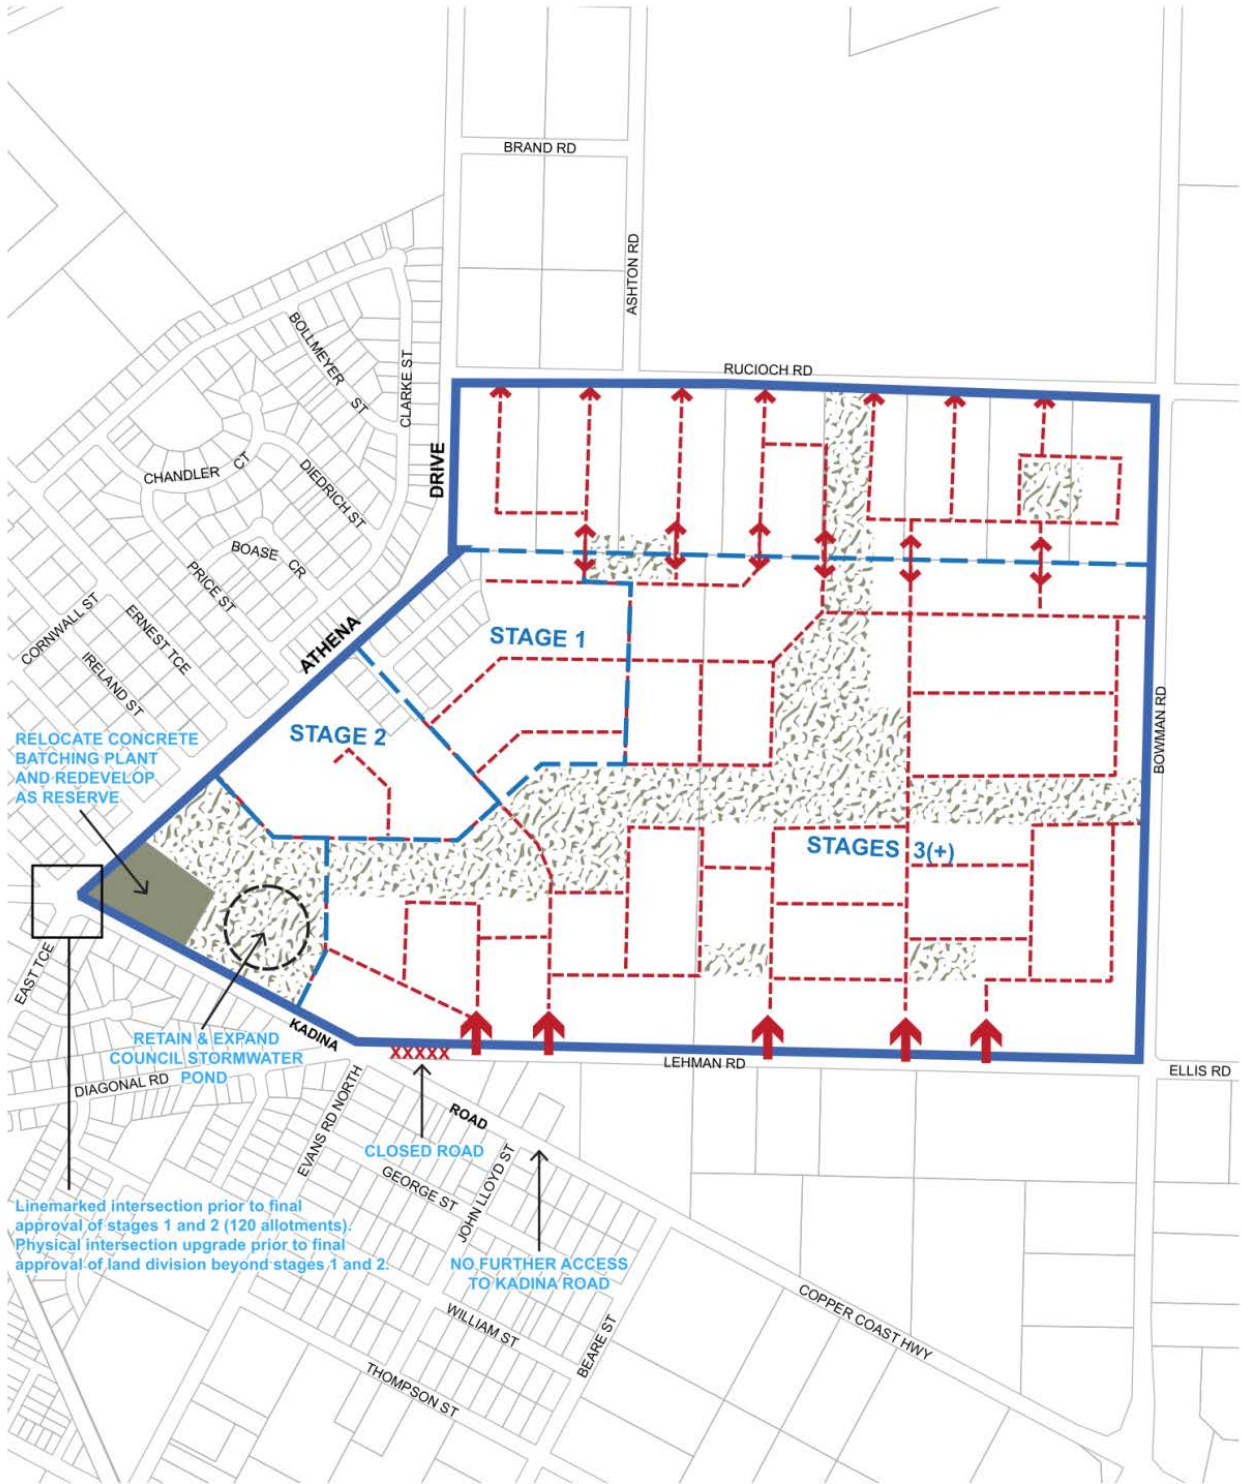 BRAND RD
ASHTON RD
RUCIOCH RD
BOLLMEYER ST
CLARKE ST
DRIVE
CHANDLER CT
DIEDRICH ST
BOASE CR
PRICE ST
CORNWALL ST
ERNEST TCE
IRELAND ST
ATHENA
STAGE 1
STAGE 2
BOWMAN RD
RELOCATE CONCRETE
BATCHING PLANT
AND REDEVELOP
AS RESERVE
STAGES 3(+)
EAST TCE
KADINA
RETAIN & EXPAND
COUNCIL STORMWATER
POND
XXXXX
LEHMAN RD
ELLIS RD
DIAGONAL RD
EVANS RD NORTH
ROAD
CLOSED ROAD
GEORGE ST
JOHN LLOYD ST
Linemarked intersection prior to final
approval of stages 1 and 2 (120 allotments).
Physical intersection upgrade prior to final
approval of land division beyond stages 1 and 2.
NO FURTHER ACCESS
TO KADINA ROAD
COPPER COAST HWY
WILLIAM ST
BEARE ST
THOMPSON ST